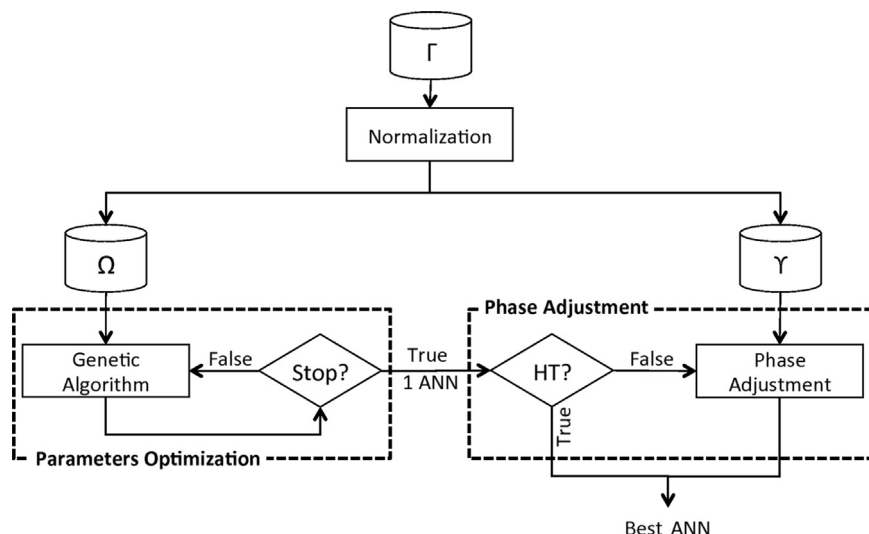 Γ
Normalization
Ω
ϒ
Phase Adjustment
Genetic
Algorithm
False
Stop?
True
1 ANN
HT?
False
Phase
Adjustment
True
Parameters Optimization
Best ANN